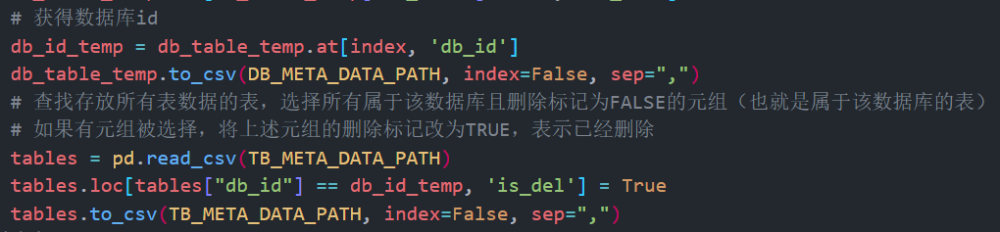 # 获得数据库id
db_id_temp = db_table_temp.at[index, 'db_id']
db_table_temp.to_csv(DB_META_DATA_PATH, index=False, sep=",")
# 查找存放所有表数据的表，选择所有属于该数据库且删除标记为FALSE的元组（也就是属于该数据库的表）
# 如果有元组被选择，将上述元组的删除标记改为TRUE，表示已经删除
tables = pd.read_csv(TB_META_DATA_PATH)
tables.loc[tables["db_id"] == db_id_temp, 'is_del'] = True
tables.to_csv(TB_META_DATA_PATH, index=False, sep=",")